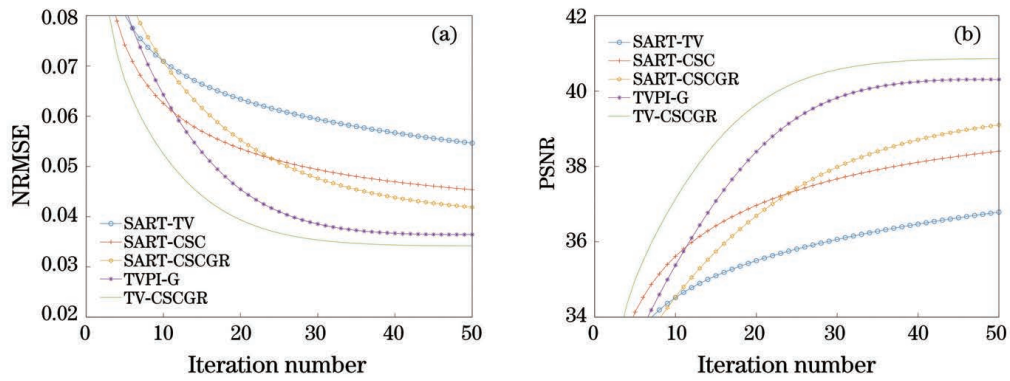 (a)
NRMSE
0.08
0.07
0.06
0.05
0.04
0.03
0.02
SART-TV
SART-CSC
SART-CSCGR
TVPI-G
TV-CSCGR
0 10 20 30 40 50
Iteration number
(b)
PSNR
42
40
38
36
34
SART-TV
SART-CSC
SART-CSCGR
TVPI-G
TV-CSCGR
0 10 20 30 40 50
Iteration number